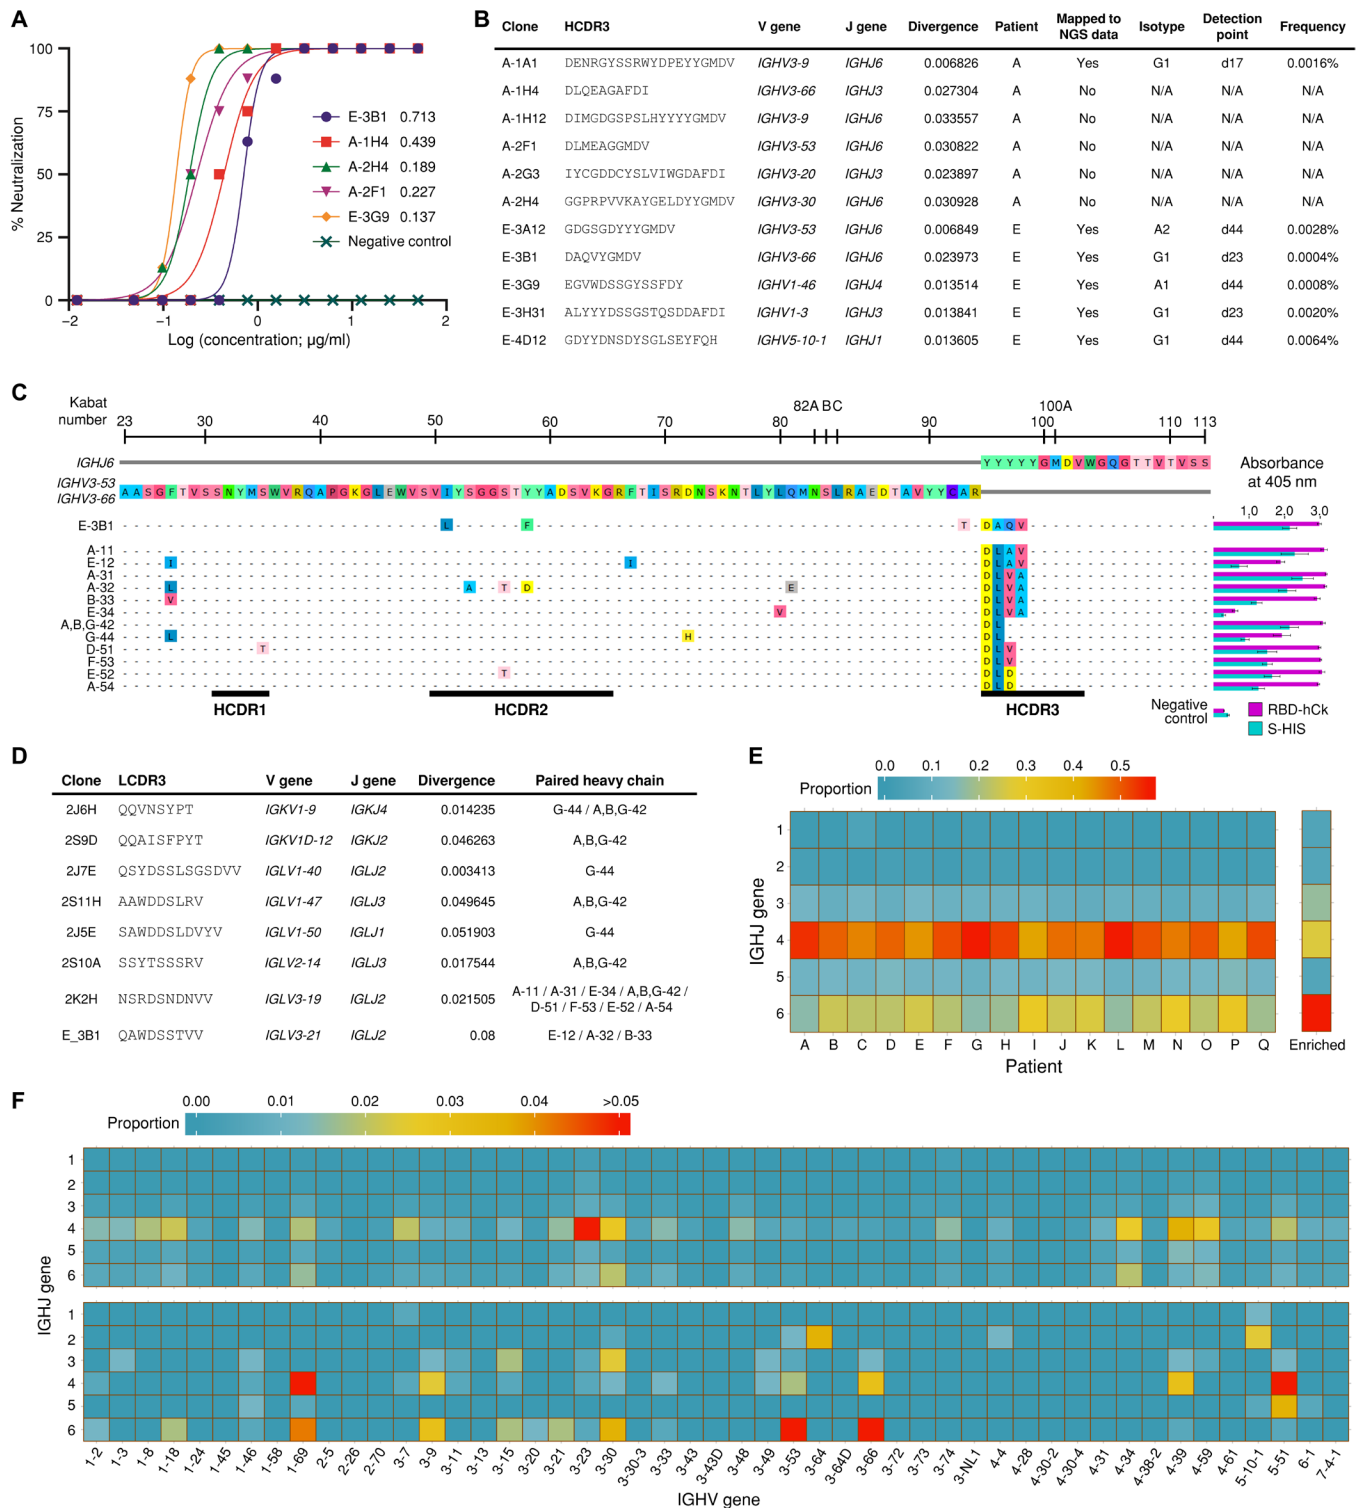 A
100
75
50
25
0
% Neutralization
−2
−1
0
1
2
Log (concentration; µg/ml)
E-3B1 0.713
A-1H4 0.439
A-2H4 0.189
A-2F1 0.227
E-3G9 0.137
Negative control
B
Clone HCDR3 V gene J gene Divergence Patient Mapped to NGS data Isotype Detection point Frequency
A-1A1 DENRGYSSRWYDPEYYGMDV IGHV3-9 IGHJ6 0.006826 A Yes G1 d17 0.0016%
A-1H4 DLQEAGAFDI IGHV3-66 IGHJ3 0.027304 A No N/A N/A N/A
A-1H12 DIMGDGSPSLHYYYYGMDV IGHV3-9 IGHJ6 0.033557 A No N/A N/A N/A
A-2F1 DLMEAGGMDV IGHV3-53 IGHJ6 0.030822 A No N/A N/A N/A
A-2G3 IYCGDDCYSLVIWGDAFDI IGHV3-20 IGHJ3 0.023897 A No N/A N/A N/A
A-2H4 GGPRPVVKAYGELDYYGMDV IGHV3-30 IGHJ6 0.030928 A No N/A N/A N/A
E-3A12 GDGSGDYYYGMDV IGHV3-53 IGHJ6 0.006849 E Yes A2 d44 0.0028%
E-3B1 DAQVYGMDV IGHV3-66 IGHJ6 0.023973 E Yes G1 d23 0.0004%
E-3G9 EGVWDSSGYSSFDY IGHV1-46 IGHJ4 0.013514 E Yes A1 d44 0.0008%
E-3H31 ALYYYDSSGSTQSDDAFDI IGHV1-3 IGHJ3 0.013841 E Yes G1 d23 0.0020%
E-4D12 GDYYDNSDYSGLSEYFQH IGHV5-10-1 IGHJ1 0.013605 E Yes G1 d44 0.0064%
C
Kabat number
23 30 40 50 60 70 80 82A B C 90 100A 100 110 113
IGHJ6 YYYYYGMDVWGQGTTVTVSS
IGHV3-53
IGHV3-66
AASGFTVSSNYMSWVRQAPGKGLEWVSVIYSGGSTYYADSVKGRFTISRDNSKNTLYLQMNSLRAEDTAVYYCAR
Absorbance at 405 nm
1,0 2.0 3.0
E-3B1 L F T DAQV
A-11 DLAV
E-12 I I DLAV
A-31 DLVA
A-32 L A T D E DLVA
B-33 V DLVA
E-34 V DLVA
A,B,G-42 DL
G-44 L H DL
D-51 T DLV
F-53 DLV
E-52 T DLD
A-54 DLD
HCDR1 HCDR2 HCDR3
Negative control
RBD-hCk
S-HIS
D
Clone LCDR3 V gene J gene Divergence Paired heavy chain
2J6H QQVNSYPT IGKV1-9 IGKJ4 0.014235 G-44 / A,B,G-42
2S9D QQAISFPYT IGKV1D-12 IGKJ2 0.046263 A,B,G-42
2J7E QSYDSSLSGSDVV IGLV1-40 IGLJ2 0.003413 G-44
2S11H AAWDDSLRV IGLV1-47 IGLJ3 0.049645 A,B,G-42
2J5E SAWDDSLDVYV IGLV1-50 IGLJ1 0.051903 G-44
2S10A SSYTSSSRV IGLV2-14 IGLJ3 0.017544 A,B,G-42
2K2H NSRDSNDNVV IGLV3-19 IGLJ2 0.021505 A-11 / A-31 / E-34 / A,B,G-42 / D-51 / F-53 / E-52 / A-54
E_3B1 QAWDSSTVV IGLV3-21 IGLJ2 0.08 E-12 / A-32 / B-33
E
Proportion 0.0 0.1 0.2 0.3 0.4 0.5
IGHJ gene
1
2
3
4
5
6
A B C D E F G H I J K L M N O P Q Enriched
Patient
F
Proportion 0.00 0.01 0.02 0.03 0.04 >0.05
IGHJ gene
1
2
3
4
5
6
1
2
3
4
5
6
1-2 1-3 1-8 1-18 1-24 1-45 1-46 1-58 1-69 2-5 2-26 2-70 3-7 3-9 3-11 3-13 3-15 3-20 3-21 3-23 3-30 3-30-3 3-33 3-43 3-43D 3-48 3-49 3-53 3-64 3-64D 3-66 3-72 3-73 3-74 3-NL1 4-4 4-28 4-30-2 4-30-4 4-31 4-34 4-38-2 4-39 4-59 4-61 5-10-1 5-51 6-1 7-4-1
IGHV gene